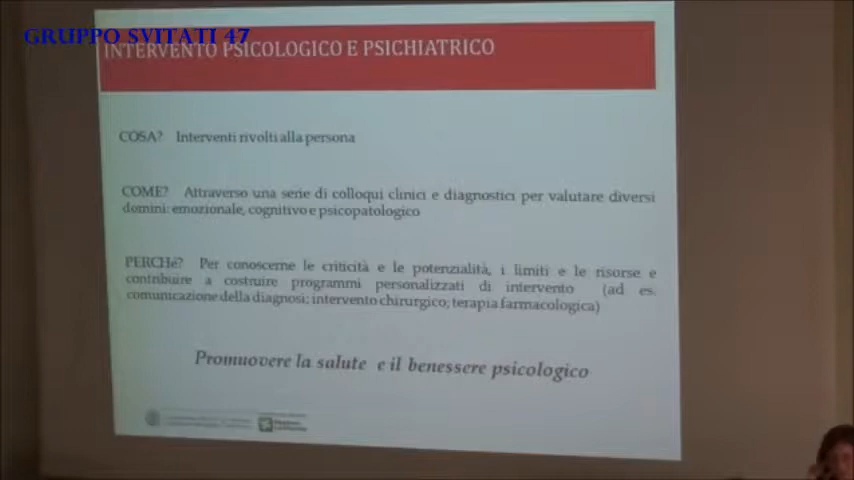 GRUPPO SVITATI 47
INTERVENTO PSICOLOGICO E PSICHIATRICO
COSA? Interventi rivolti alla persona
COME? Attraverso una serie di colloqui clinici e diagnostici per valutare diversi
domini: emozionale, cognitivo e psicopatologico
PERCHé? Per conoscerne le criticità e le potenzialità, i limiti e le risorse e
contribuire a costruire programmi personalizzati di intervento (ad es.
comunicazione della diagnosi; intervento chirurgico; terapia farmacologica)
Promuovere la salute e il benessere psicologico